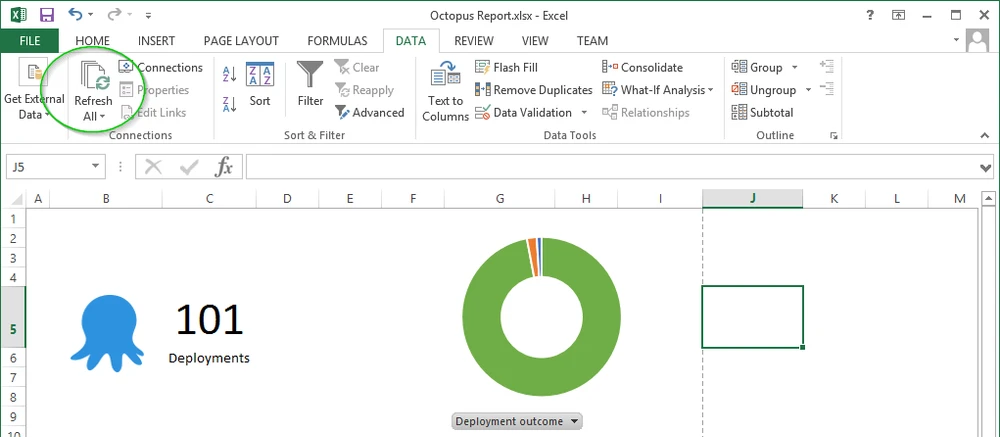 Octopus Report.xlsx - Excel
FILE HOME INSERT PAGE LAYOUT FORMULAS DATA REVIEW VIEW TEAM
Get External
Data
Refresh
All
Connections
Properties
Edit Links
Connections
A
Z
Z
A
Z A
A Z
Sort
Filter
Clear
Reapply
Advanced
Sort & Filter
Text to
Columns
Flash Fill
Remove Duplicates
Data Validation
Consolidate
What-If Analysis
Relationships
Data Tools
Group
Ungroup
Subtotal
Outline
J5
fx
A B C D E F G H I J K L M
1
2
3
4
5
6
7
8
9
10
101
Deployments
Deployment outcome